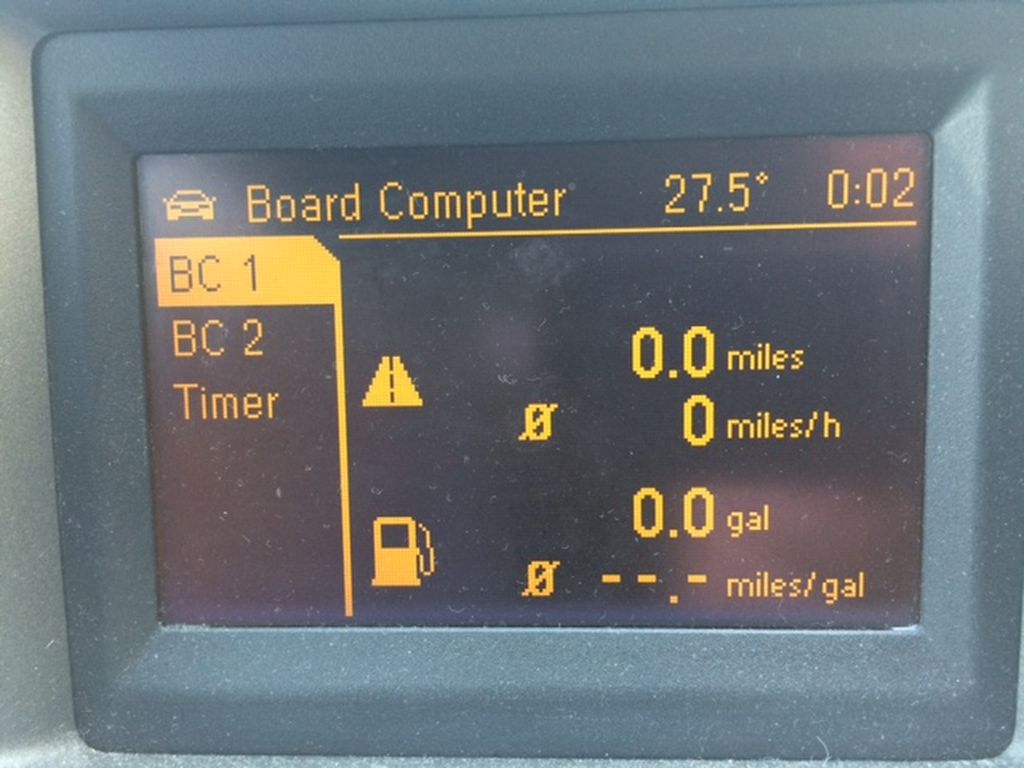 Board Computer 27.5° 0:02
BC 1
BC 2
Timer
0.0 miles
Ø 0 miles/h
0.0 gal
Ø --.- miles/gal